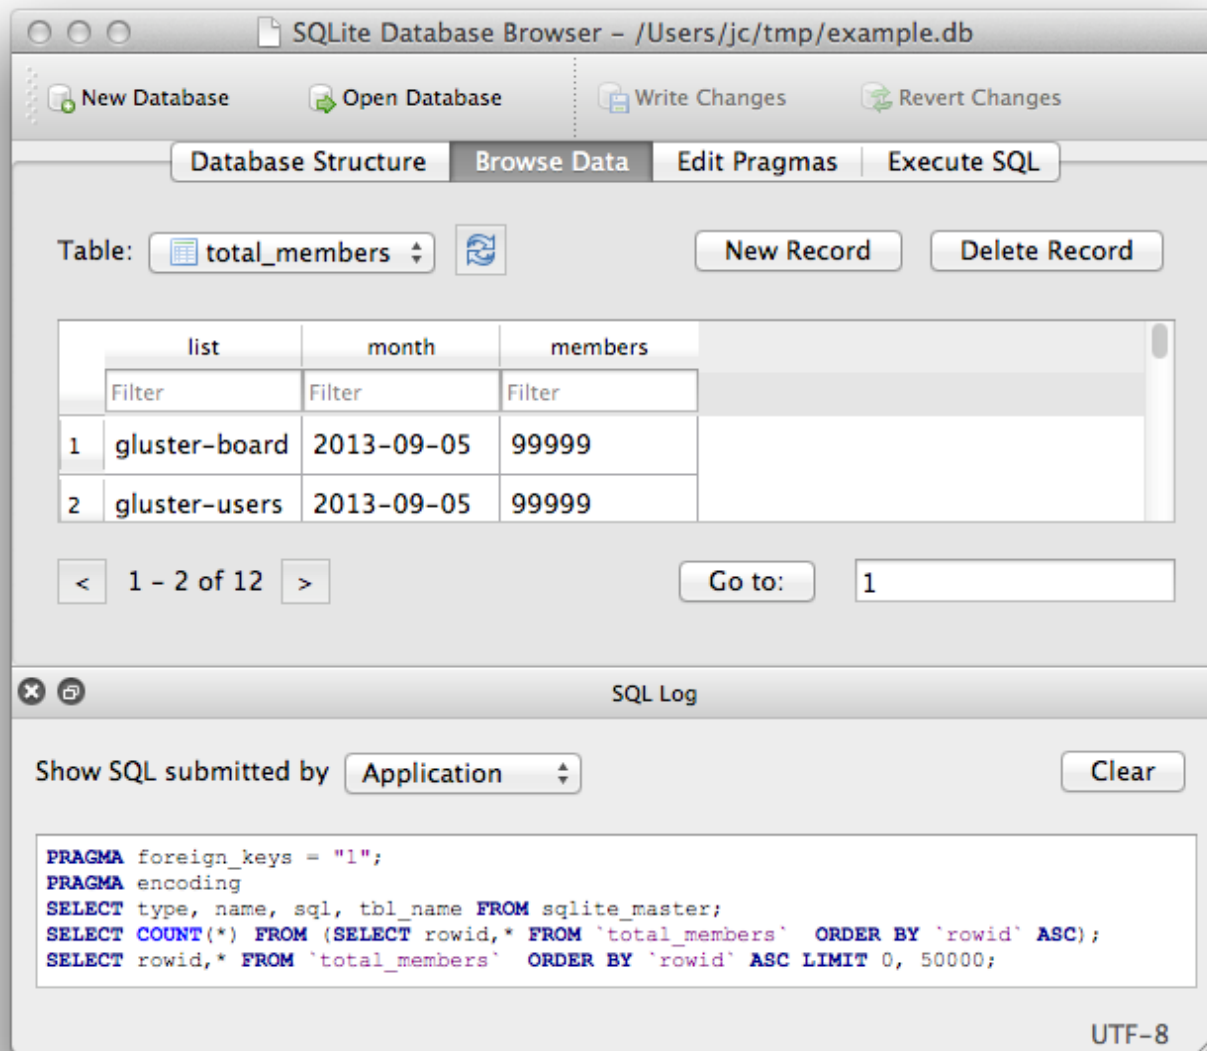 SQLite Database Browser – /Users/jc/tmp/example.db
New Database Open Database Write Changes Revert Changes
Database Structure Browse Data Edit Pragmas Execute SQL
Table: total_members New Record Delete Record
list month members
Filter Filter Filter
1 gluster-board 2013-09-05 99999
2 gluster-users 2013-09-05 99999
< 1 - 2 of 12 > Go to: 1
SQL Log
Show SQL submitted by Application Clear
PRAGMA foreign_keys = "1";
PRAGMA encoding
SELECT type, name, sql, tbl_name FROM sqlite_master;
SELECT COUNT(*) FROM (SELECT rowid,* FROM `total_members`  ORDER BY `rowid` ASC);
SELECT rowid,* FROM `total_members`  ORDER BY `rowid` ASC LIMIT 0, 50000;
UTF-8